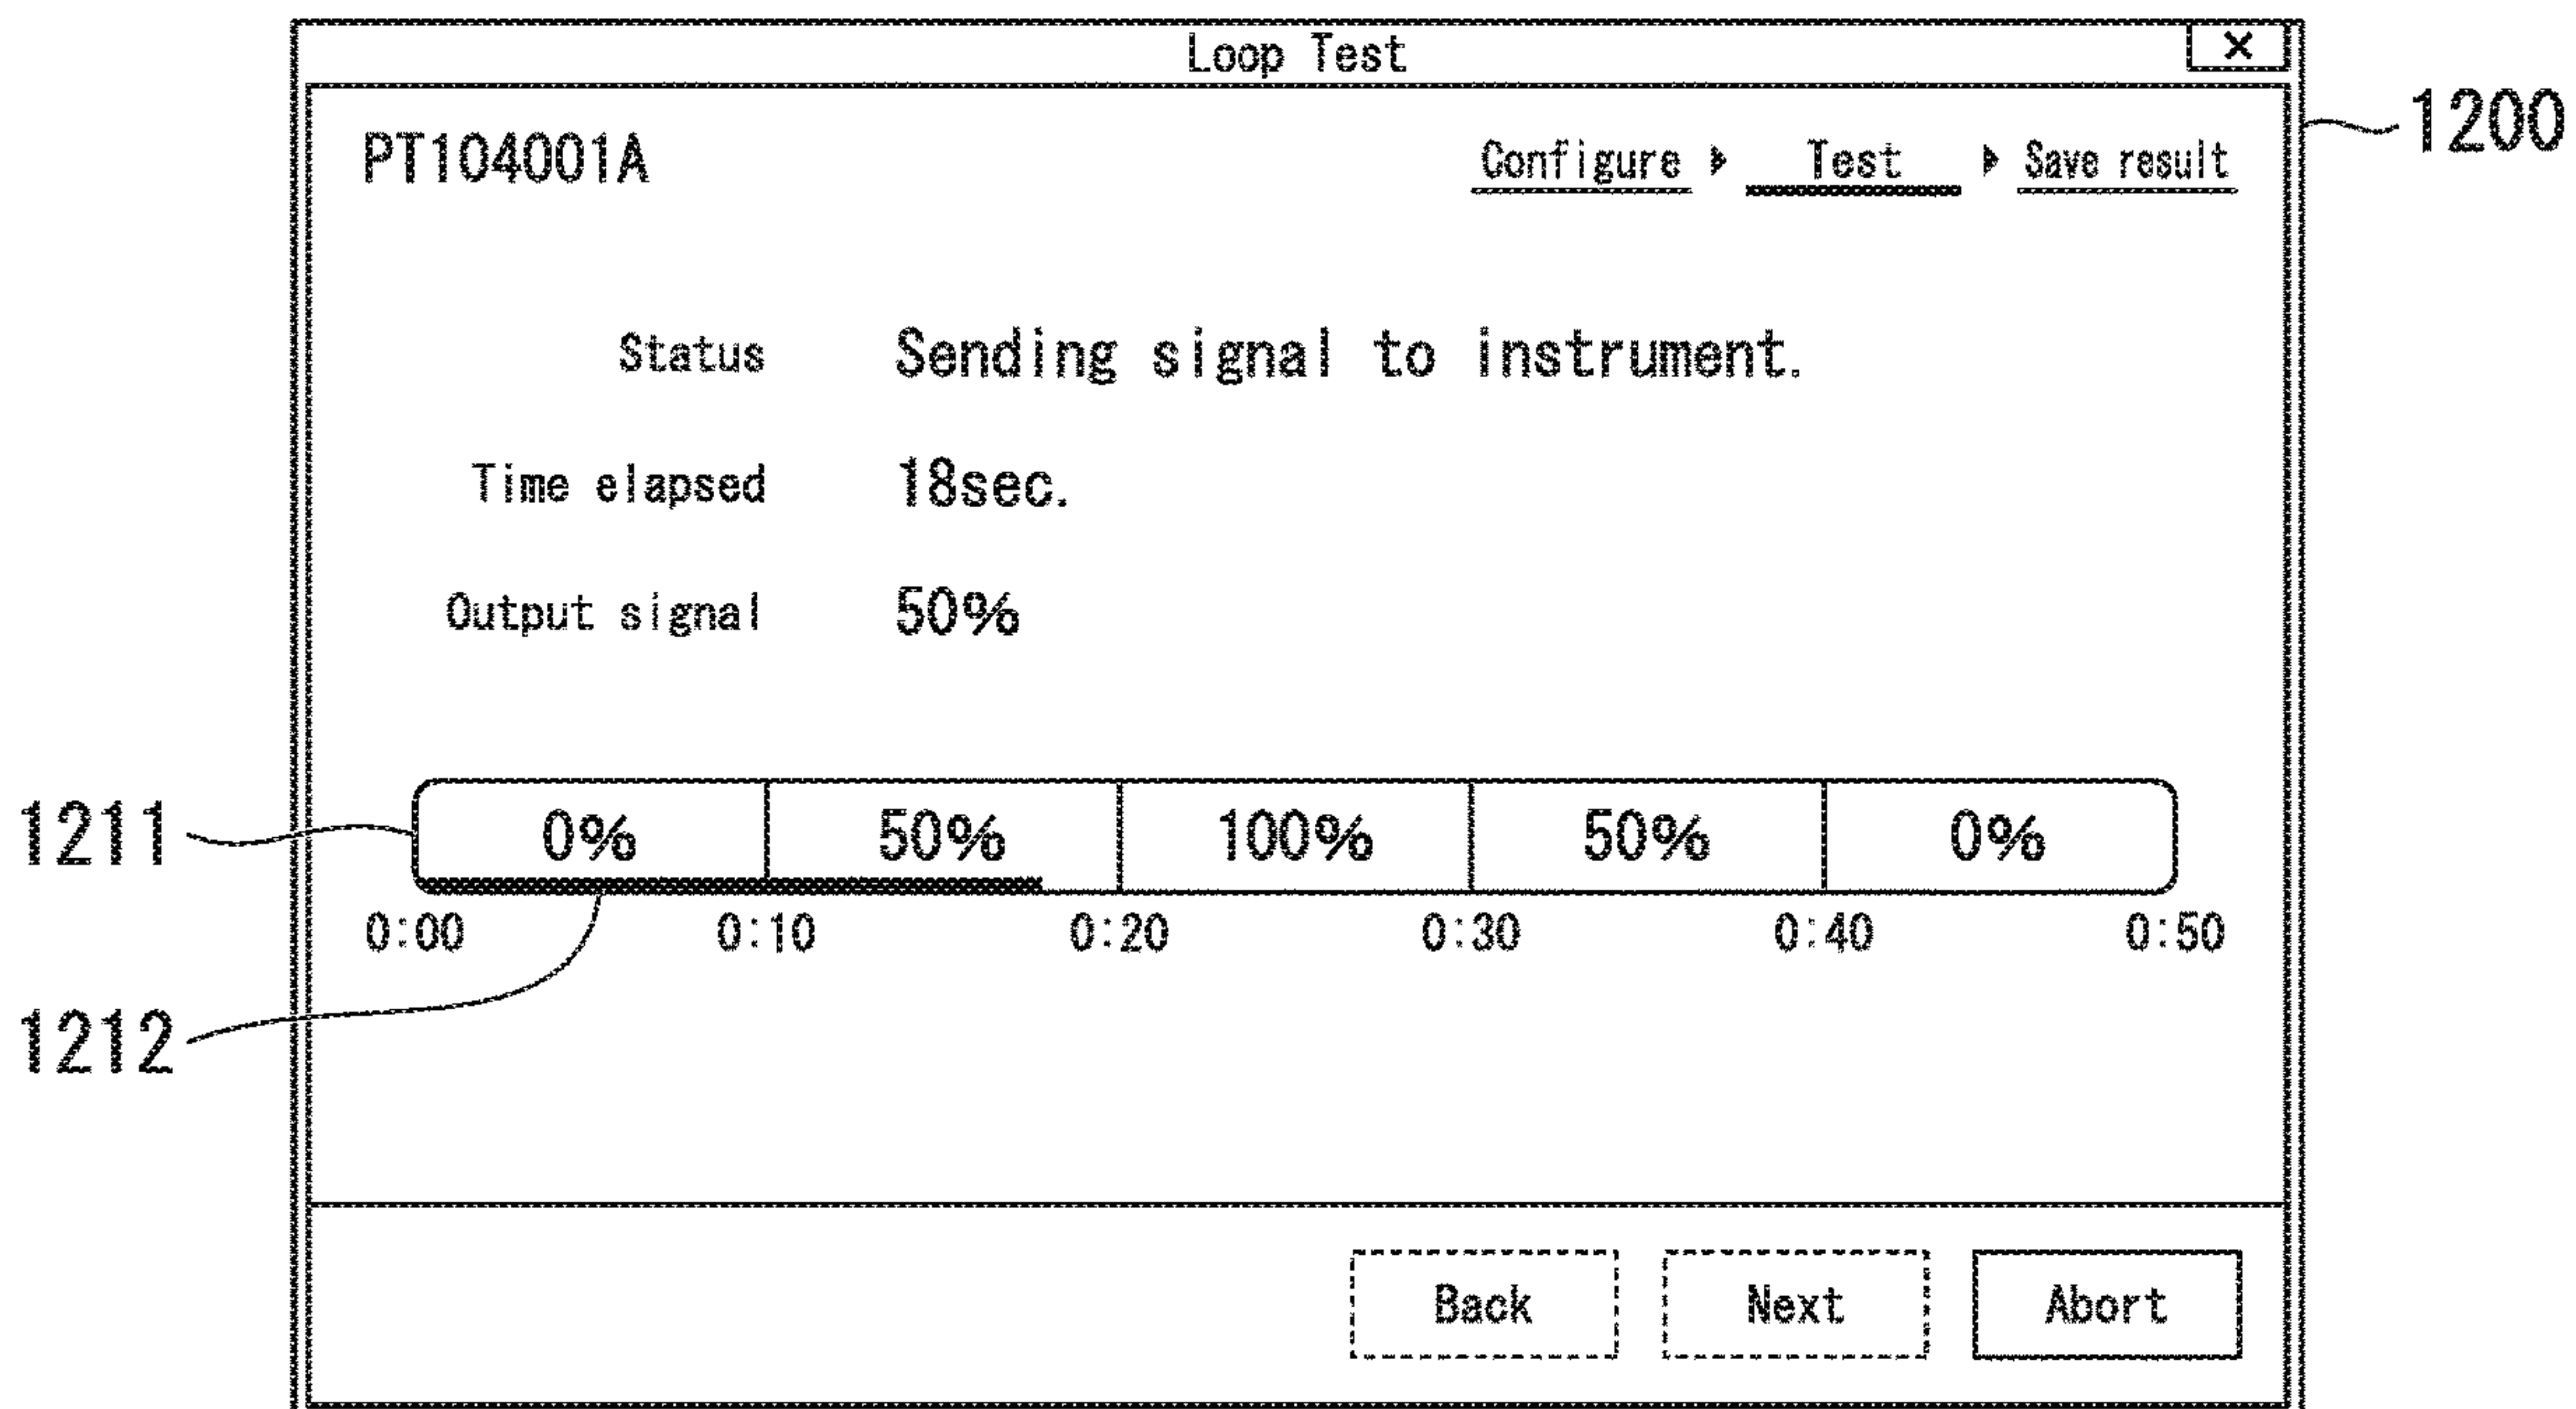 Loop Test ×
1200
PT104001A
Configure ▶ Test ▶ Save result
Status Sending signal to instrument.
Time elapsed 18sec.
Output signal 50%
1211
0% 50% 100% 50% 0%
0:00 0:10 0:20 0:30 0:40 0:50
1212
Back Next Abort